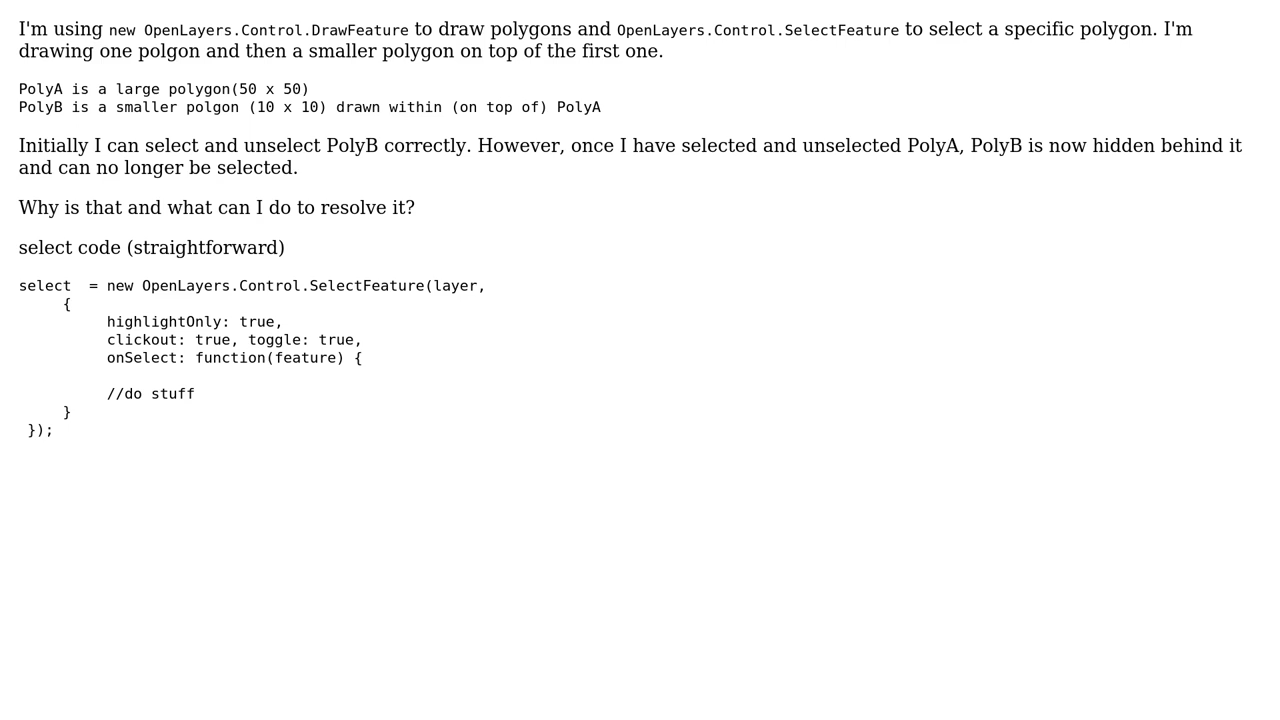 I'm using new OpenLayers.Control.DrawFeature to draw polygons and OpenLayers.Control.SelectFeature to select a specific polygon. I'm
drawing one polgon and then a smaller polygon on top of the first one.
PolyA is a large polygon(50 x 50)
PolyB is a smaller polgon (10 x 10) drawn within (on top of) PolyA
Initially I can select and unselect PolyB correctly. However, once I have selected and unselected PolyA, PolyB is now hidden behind it
and can no longer be selected.
Why is that and what can I do to resolve it?
select code (straightforward)
select  = new OpenLayers.Control.SelectFeature(layer,
     {
          highlightOnly: true,
          clickout: true, toggle: true,
          onSelect: function(feature) {
          //do stuff
     }
 });